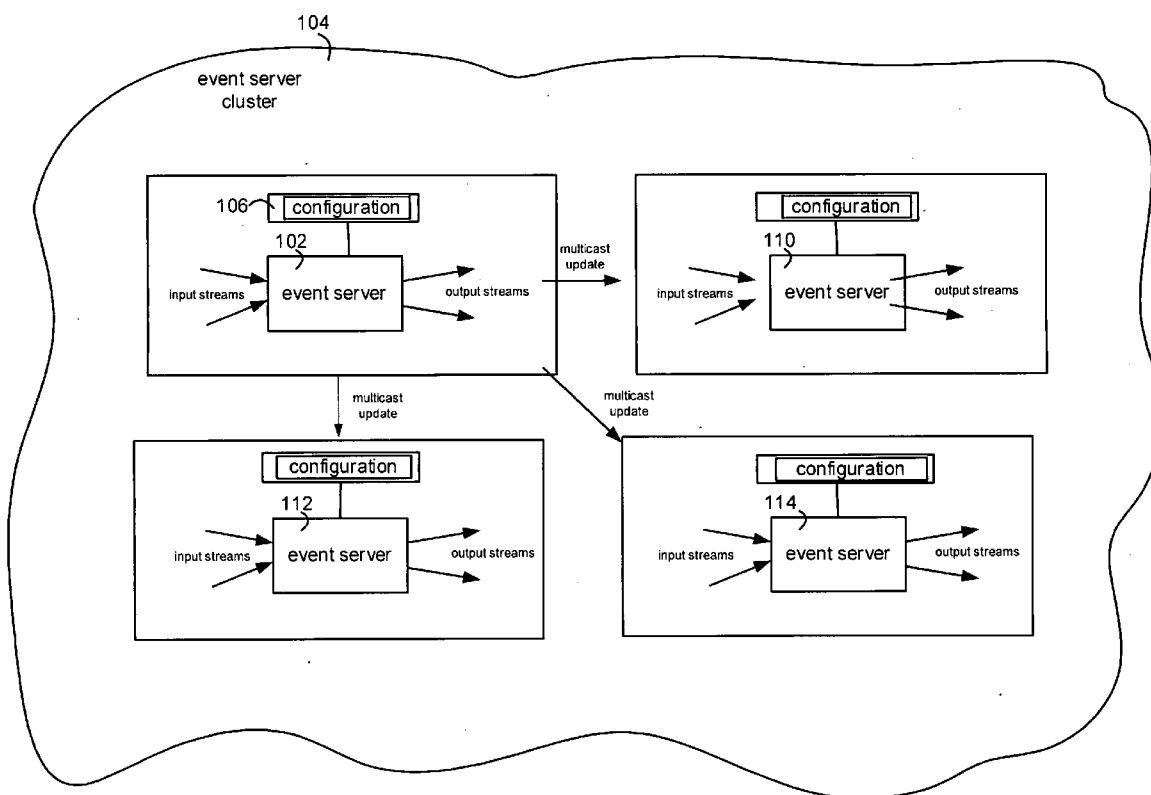 104
event server
cluster
106
configuration
102
event server
input streams
output streams
multicast
update
configuration
110
event server
input streams
output streams
multicast
update
multicast
update
configuration
112
event server
input streams
output streams
configuration
114
event server
input streams
output streams